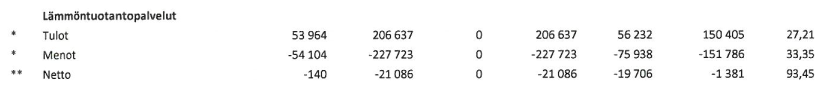 Lämmöntuotantopalvelut
* Tulot 53 964 206 637 0 206 637 56 232 150 405 27,21
* Menot -54 104 -227 723 0 -227 723 -75 938 -151 786 33,35
** Netto -140 -21 086 0 -21 086 -19 706 -1 381 93,45